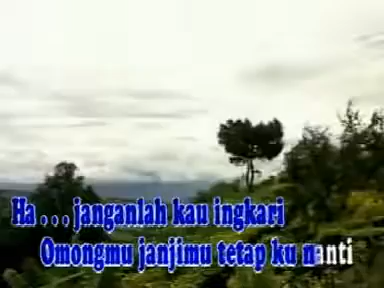 Ha . . . janganlah kau ingkari
Omongmu janjimu tetap ku nanti